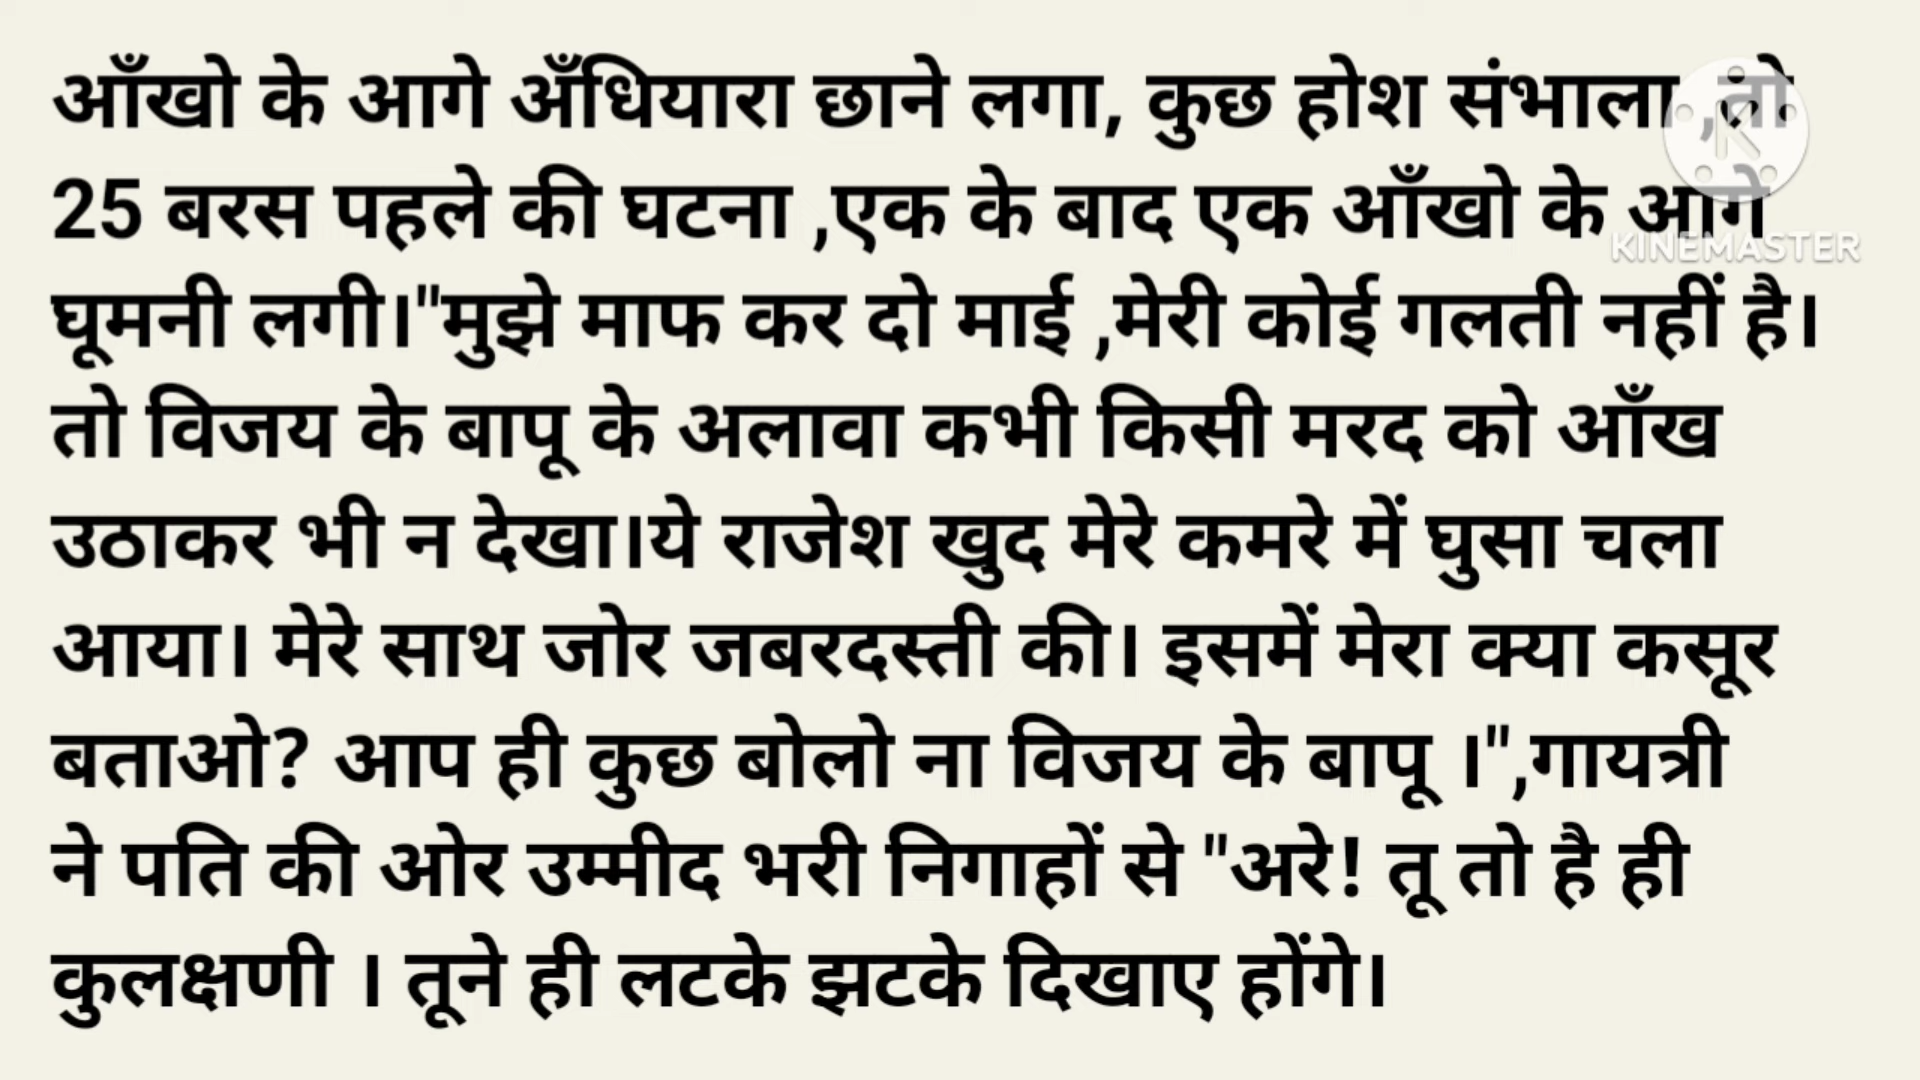 आँखो के आगे अँधियारा छाने लगा, कुछ होश संभाला ,तो
25 बरस पहले की घटना ,एक के बाद एक आँखो के आगे
KINEMASTER
घूमनी लगी।"मुझे माफ कर दो माई ,मेरी कोई गलती नहीं है।
तो विजय के बापू के अलावा कभी किसी मरद को आँख
उठाकर भी न देखा।ये राजेश खुद मेरे कमरे में घुसा चला
आया। मेरे साथ जोर जबरदस्ती की। इसमें मेरा क्या कसूर
बताओ? आप ही कुछ बोलो ना विजय के बापू ।",गायत्री
ने पति की ओर उम्मीद भरी निगाहों से "अरे! तू तो है ही
कुलक्षणी । तूने ही लटके झटके दिखाए होंगे।